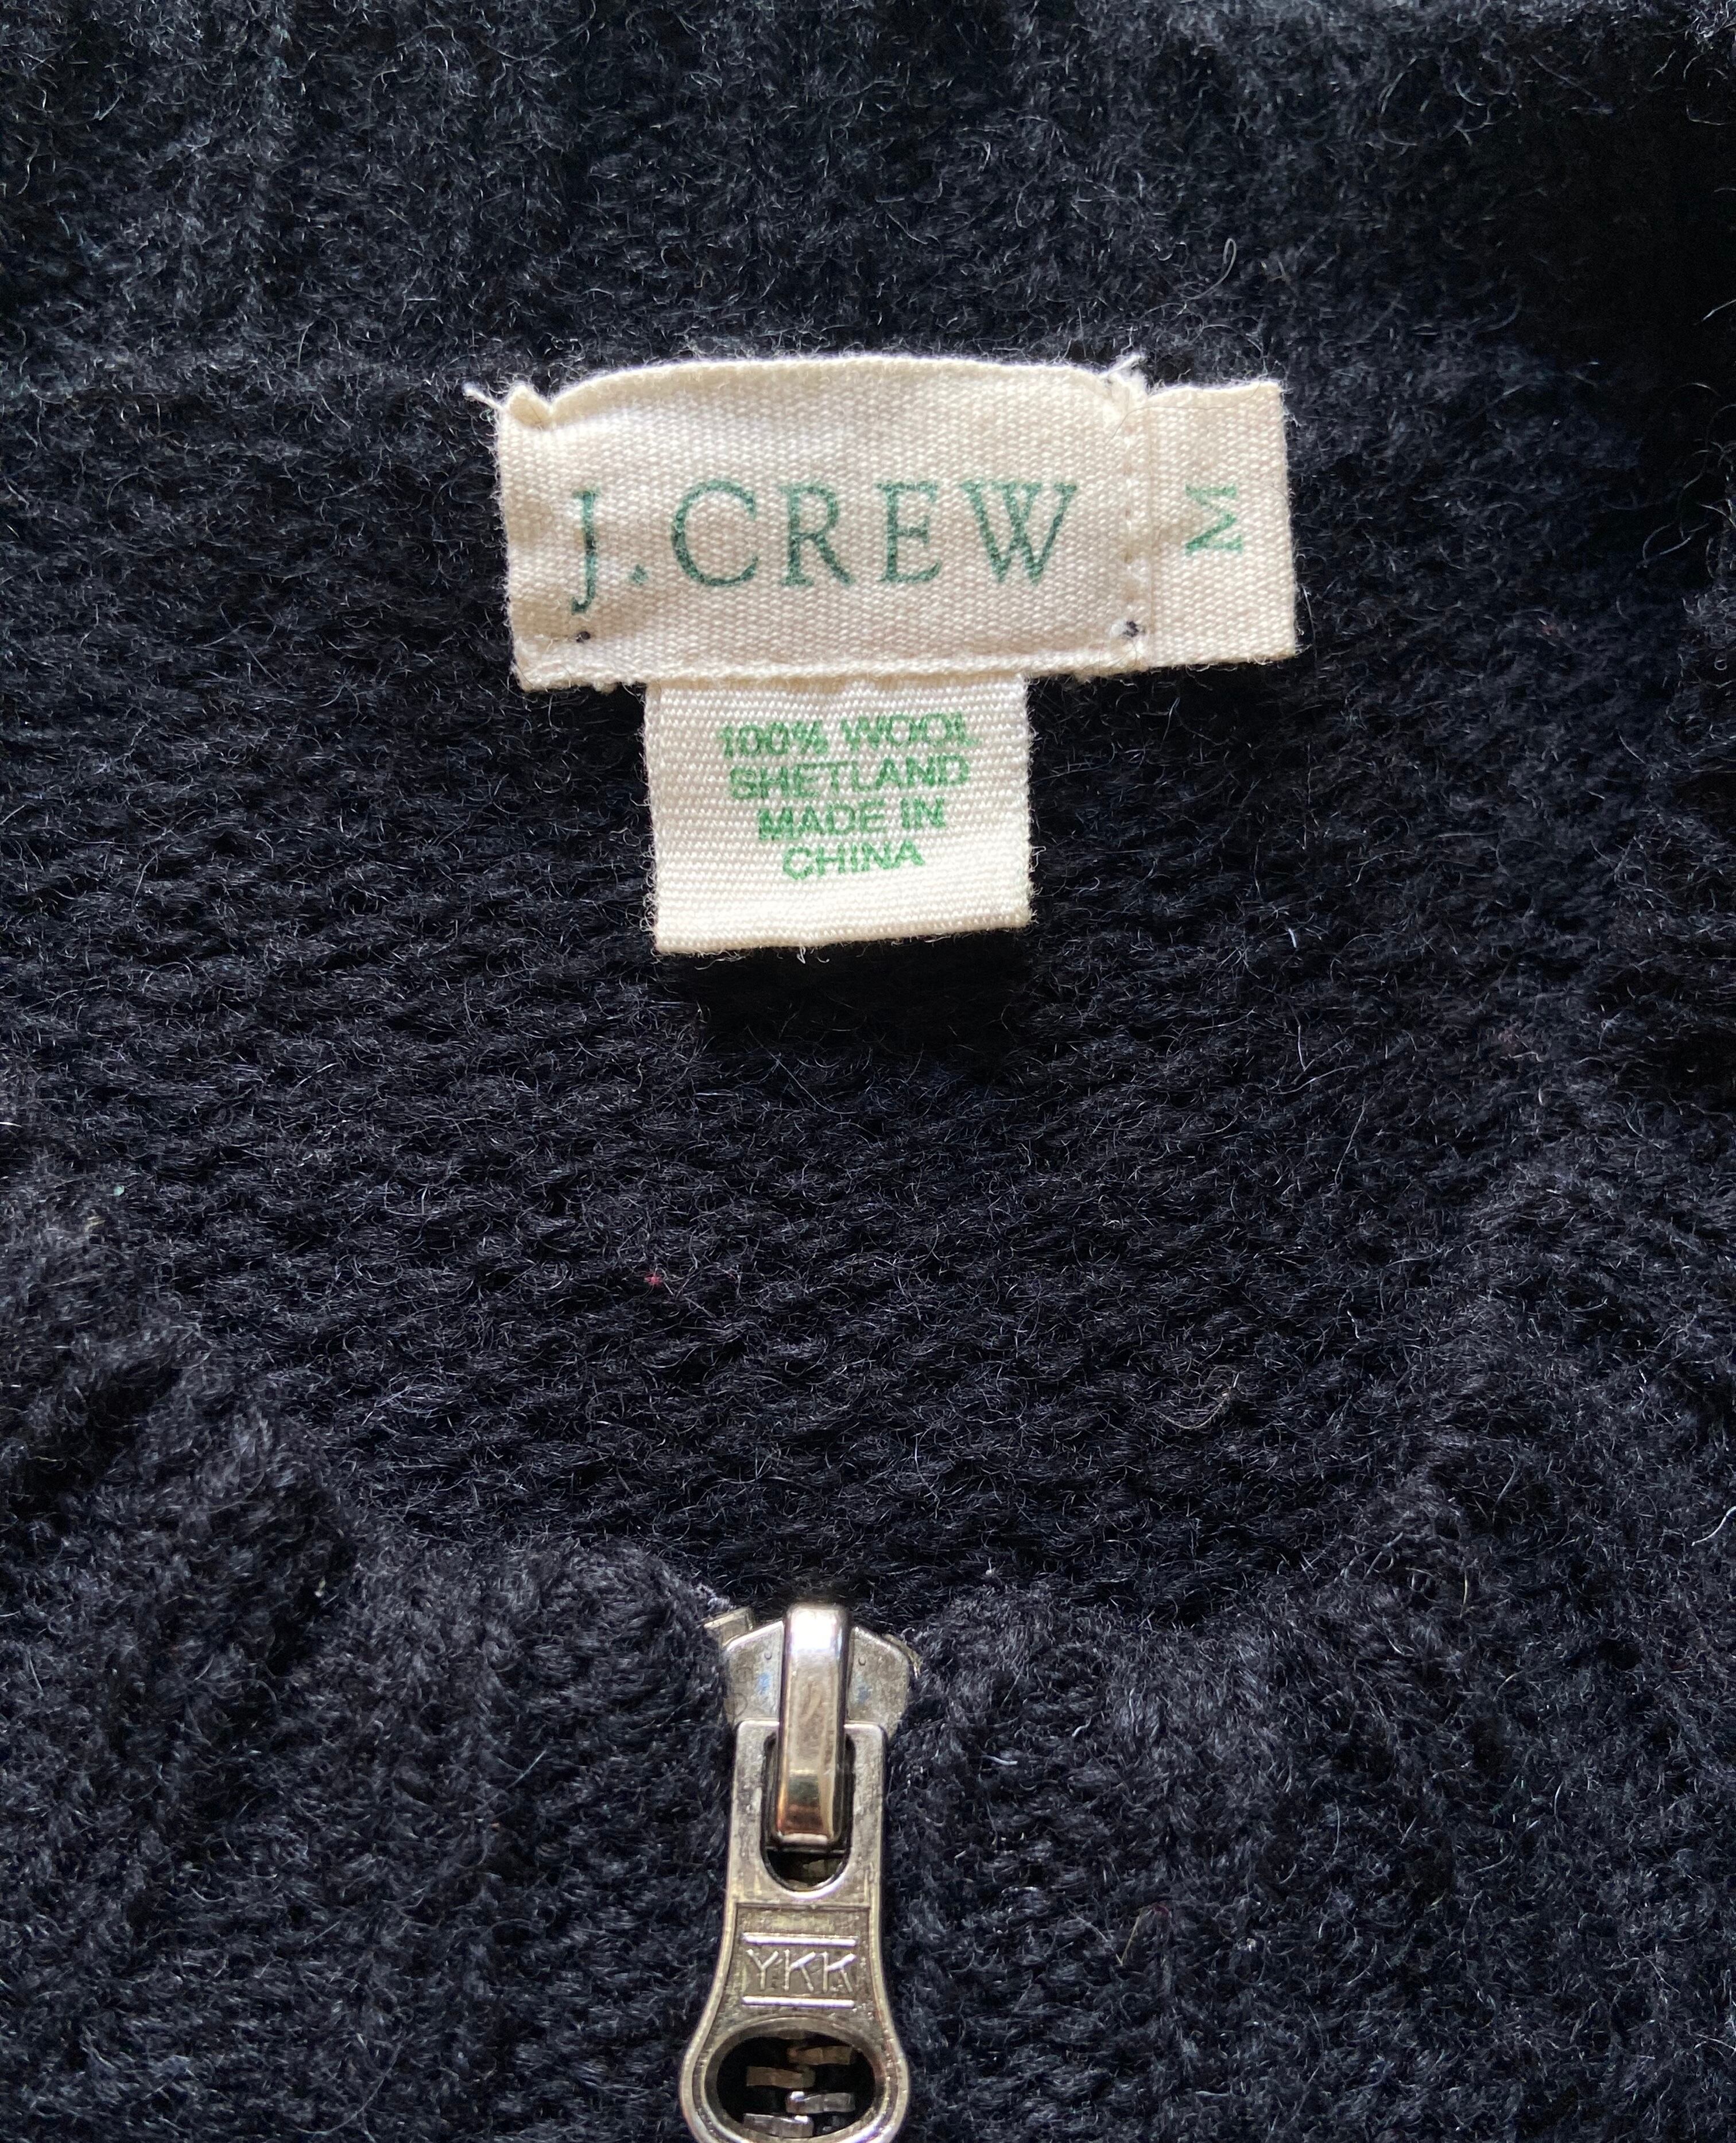 J.CREW
M
100% WOOL
SHETLAND
MADE IN
CHINA
YKK